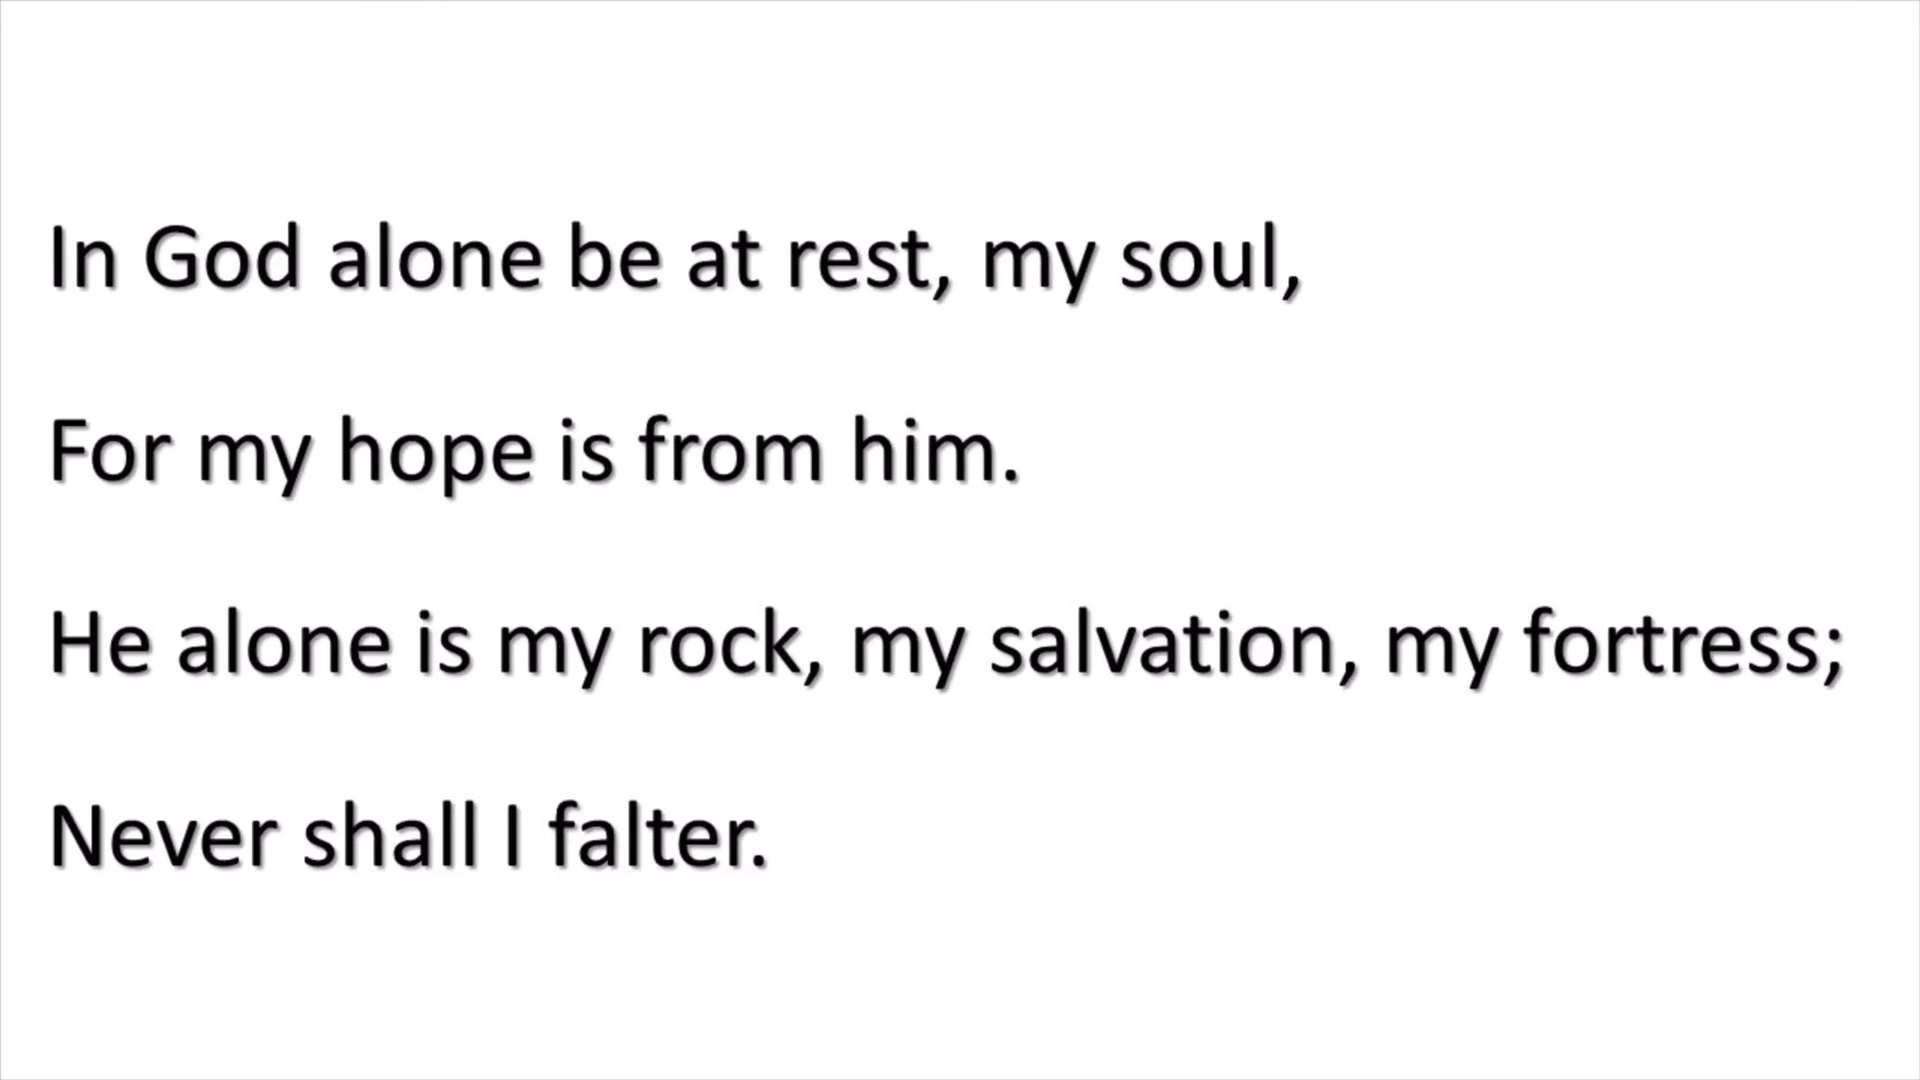 In God alone be at rest, my soul,
For my hope is from him.
He alone is my rock, my salvation, my fortress;
Never shall I falter.